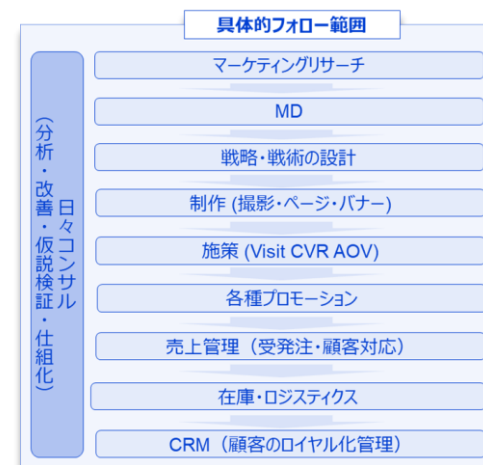 具体的フォロー範囲
日々コンサル
（分析・改善・仮説検証・仕組化）
マーケティングリサーチ
MD
戦略・戦術の設計
制作 (撮影・ページ・バナー)
施策 (Visit CVR AOV)
各種プロモーション
売上管理（受発注・顧客対応）
在庫・ロジスティクス
CRM（顧客のロイヤル化管理）